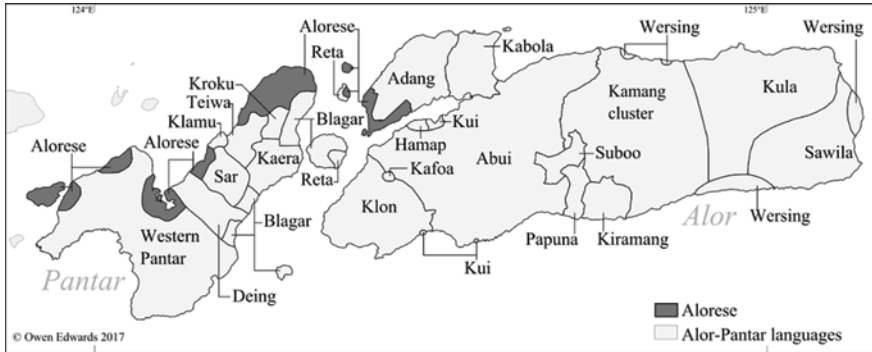 124°E
125°E
Alorese
Reta
Wersing
Wersing
Kabola
Adang
Kroku
Teiwa
Klamu
Blagar
Kamang
cluster
Kula
Alorese
Alorese
Kaera
Kui
Hamap
Abui
Suboo
Sawila
Sar
Reta
Kafoa
Klon
Western
Pantar
Blagar
Papuna
Kiramang
Alor
Wersing
Pantar
Kui
Deing
Alorese
Alor-Pantar languages
© Owen Edwards 2017